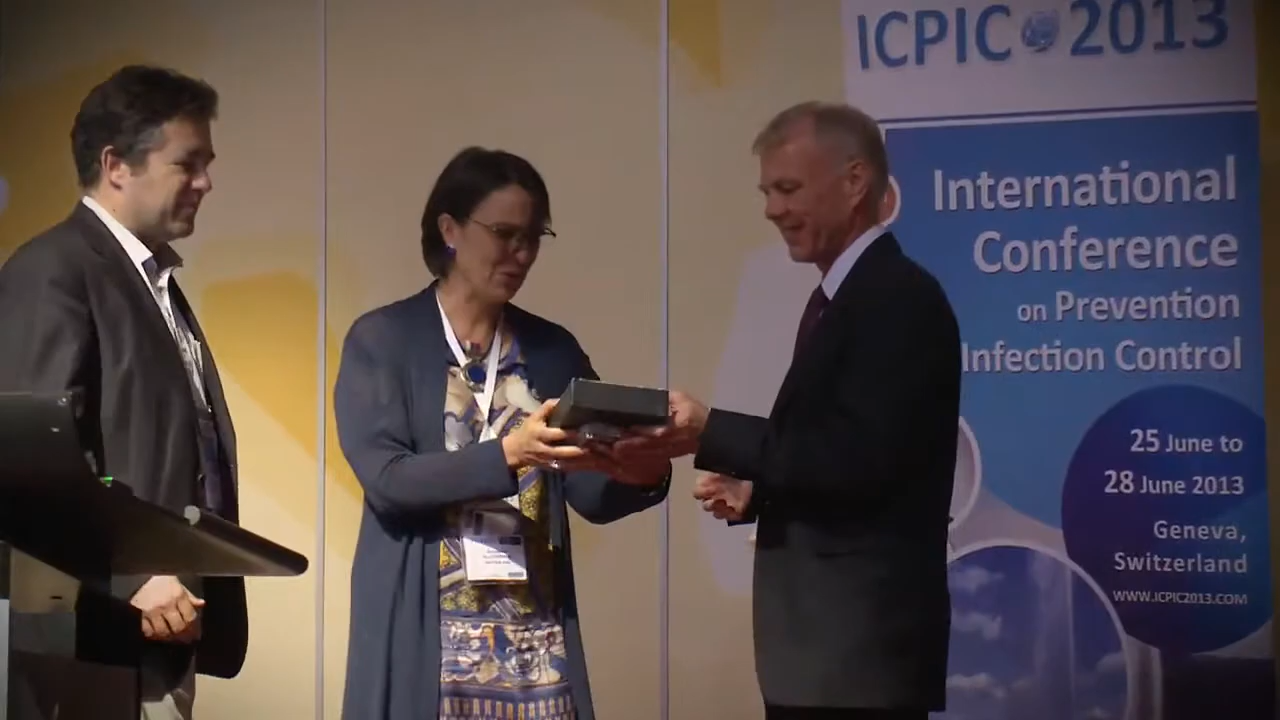 ICPIC 2013
International
Conference
on Prevention
Infection Control
25 June to
28 June 2013
Geneva,
Switzerland
WWW.ICPIC2013.COM